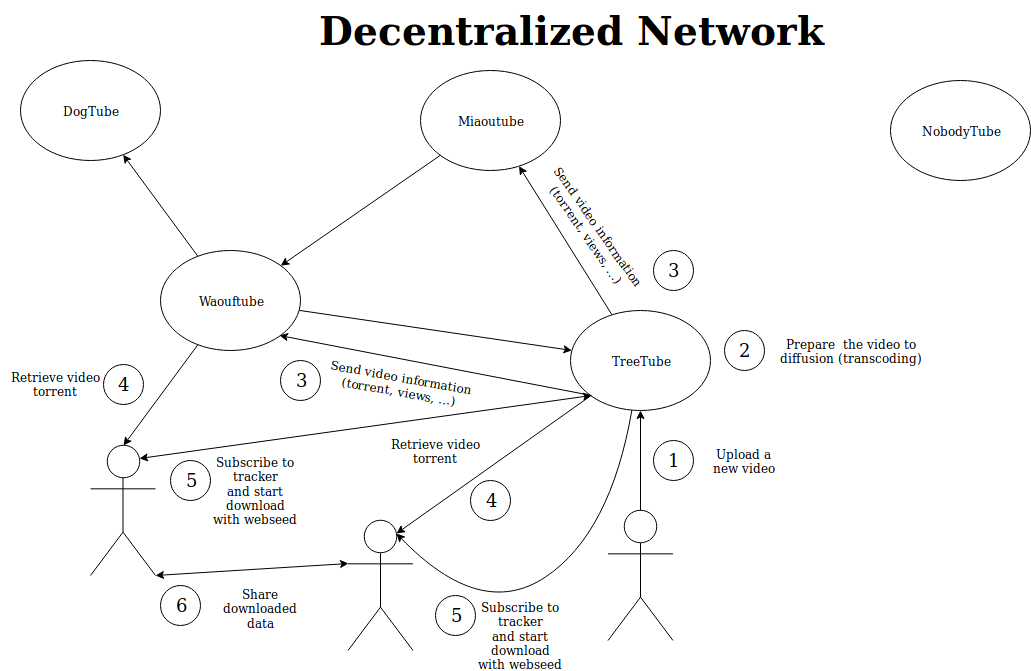 Decentralized Network
DogTube
Miaoutube
NobodyTube
Send video information
(torrent, views, ...)
3
Waouftube
TreeTube
2
Prepare  the video to
diffusion (transcoding)
Retrieve video
torrent
4
3
Send video information
(torrent, views, ...)
Retrieve video
torrent
4
1
Upload a
new video
5
Subscribe to
tracker
and start
download
with webseed
6
Share
downloaded
data
5
Subscribe to
tracker
and start
download
with webseed